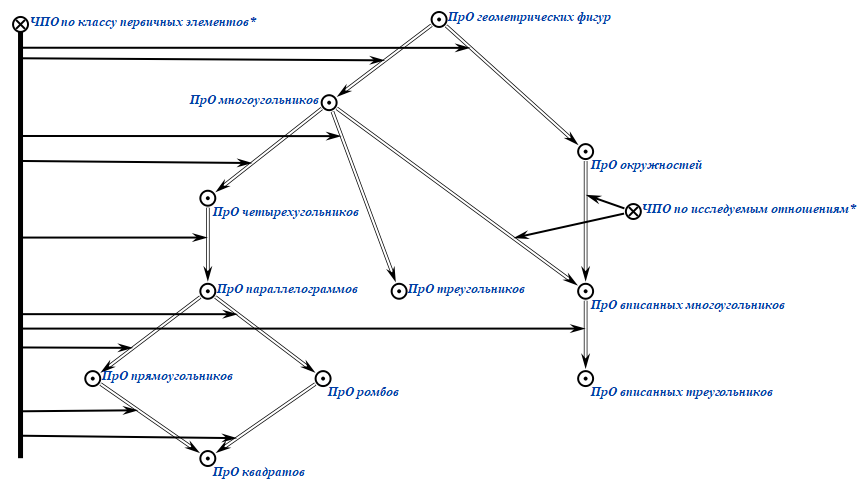 ПрО геометрических фигур
ЧПО по классу первичных элементов*
ПрО многоугольников
ПрО окружностей
ПрО четырехугольников
ЧПО по исследуемым отношениям*
ПрО параллелограммов
ПрО треугольников
ПрО вписанных многоугольников
ПрО прямоугольников
ПрО ромбов
ПрО вписанных треугольников
ПрО квадратов